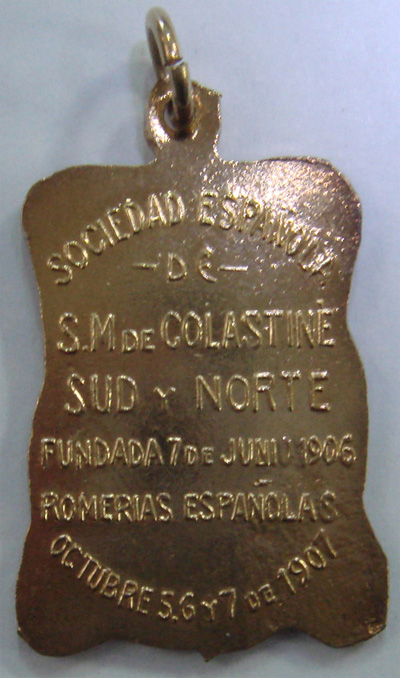 SOCIEDAD ESPAÑOLA
- DE -
S.M DE COLASTINÈ
SUD Y NORTE
FUNDADA 7 DE JUNIO 1906
ROMERIAS ESPAÑOLAS
OCTUBRE 5,6 Y 7 DE 1907